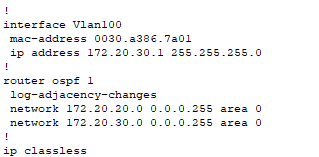 !
interface Vlan100
 mac-address 0030.a386.7a01
 ip address 172.20.30.1 255.255.255.0
!
router ospf 1
 log-adjacency-changes
 network 172.20.20.0 0.0.0.255 area 0
 network 172.20.30.0 0.0.0.255 area 0
!
ip classless